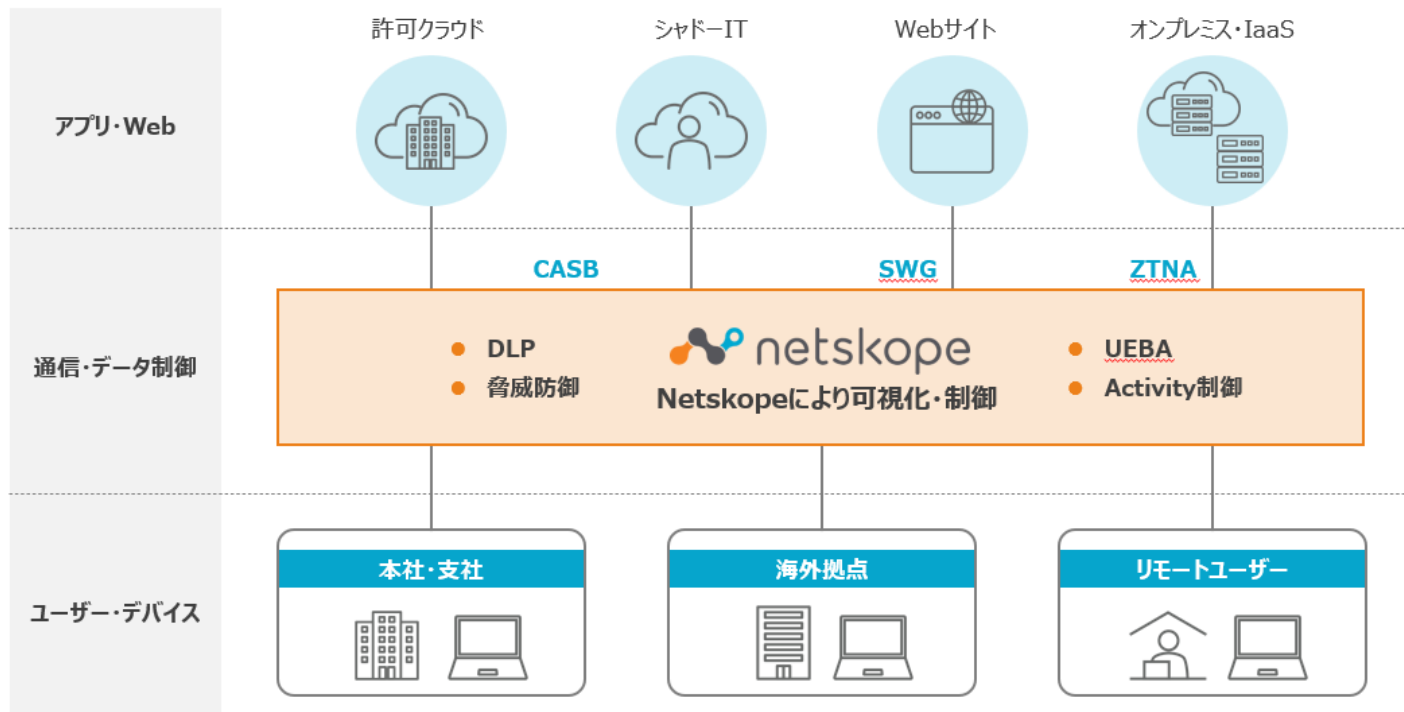 許可クラウド
シャドーIT
Webサイト
オンプレミス・IaaS
アプリ・Web
CASB
SWG
ZTNA
通信・データ制御
DLP
脅威防御
netskope
Netskopeにより可視化・制御
UEBA
Activity制御
ユーザー・デバイス
本社・支社
海外拠点
リモートユーザー